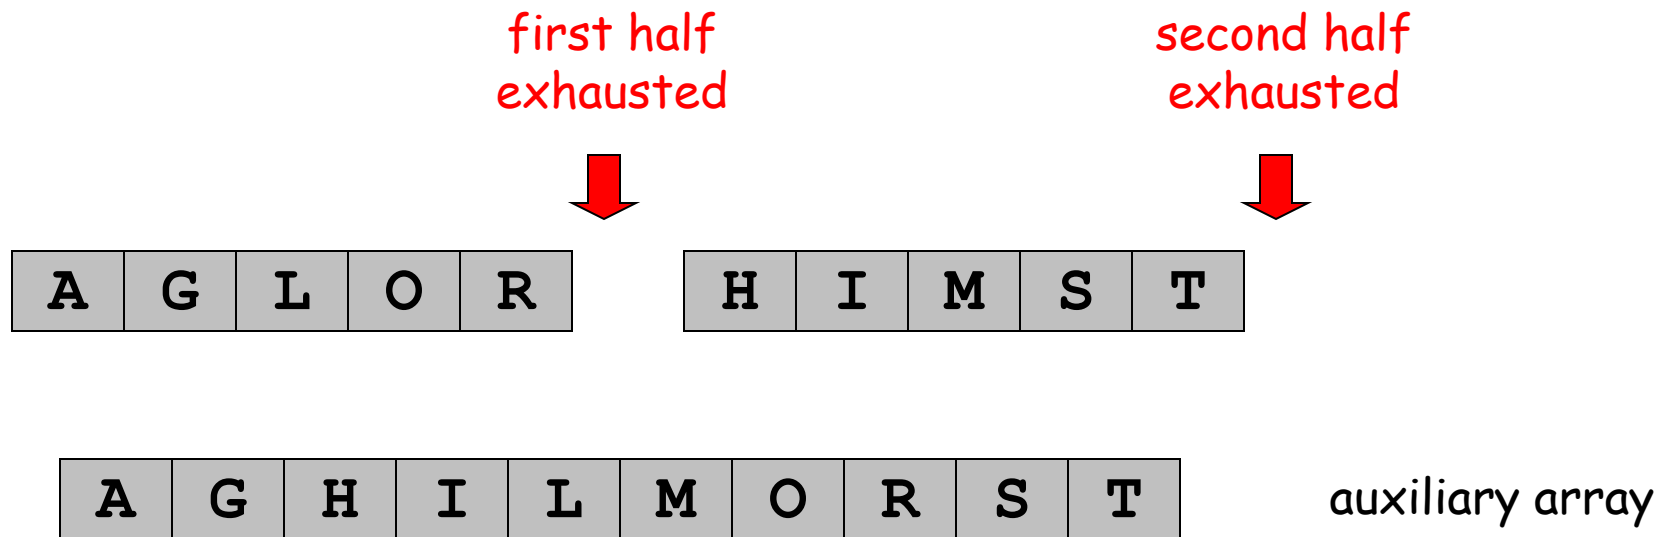 first half
exhausted
second half
exhausted
A G L O R
H I M S T
A G H I L M O R S T
auxiliary array